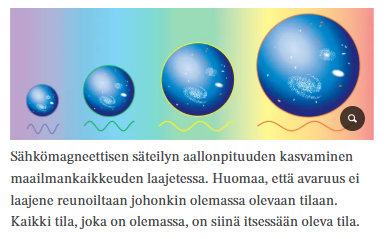 Sähkömagneettisen säteilyn aallonpituuden kasvaminen
maailmankaikkeuden laajetessa. Huomaa, että avaruus ei
laajene reunoiltaan johonkin olemassa olevaan tilaan.
Kaikki tila, joka on olemassa, on siinä itsessään oleva tila.